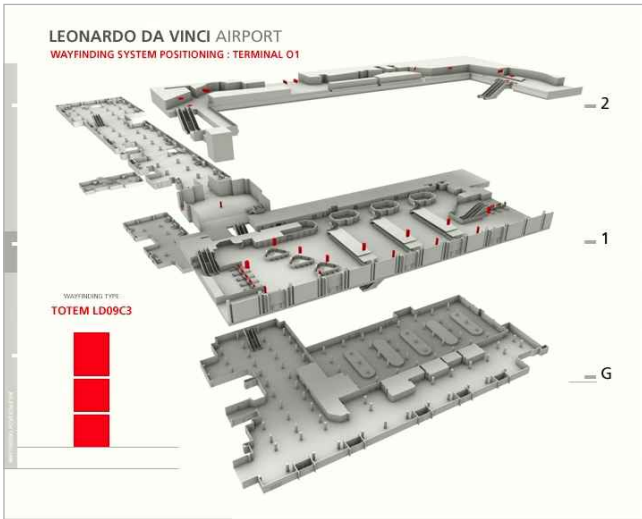 LEONARDO DA VINCI AIRPORT
WAYFINDING SYSTEM POSITIONING : TERMINAL 01
2
1
WAYFINDING TYPE
TOTEM LD09C3
G